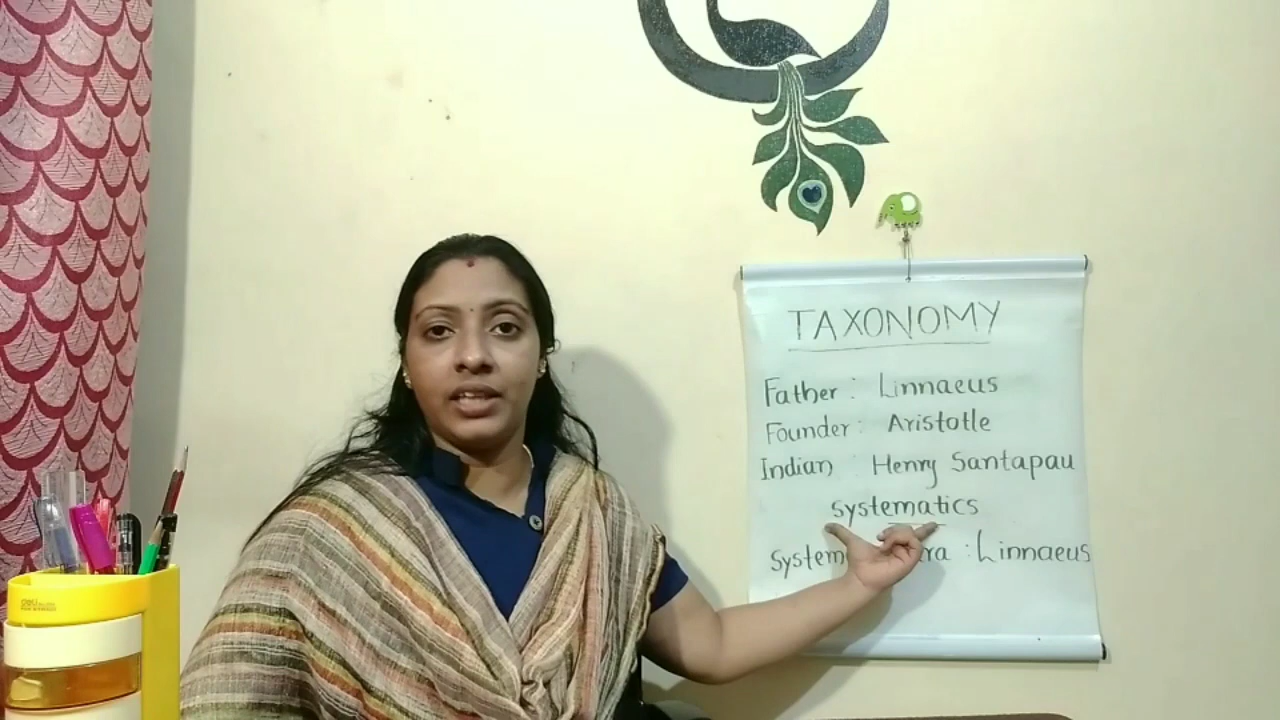 TAXONOMY
Father : Linnaeus
Founder : Aristotle
Indian : Henry Santapau
Systematics
System ra : Linnaeus